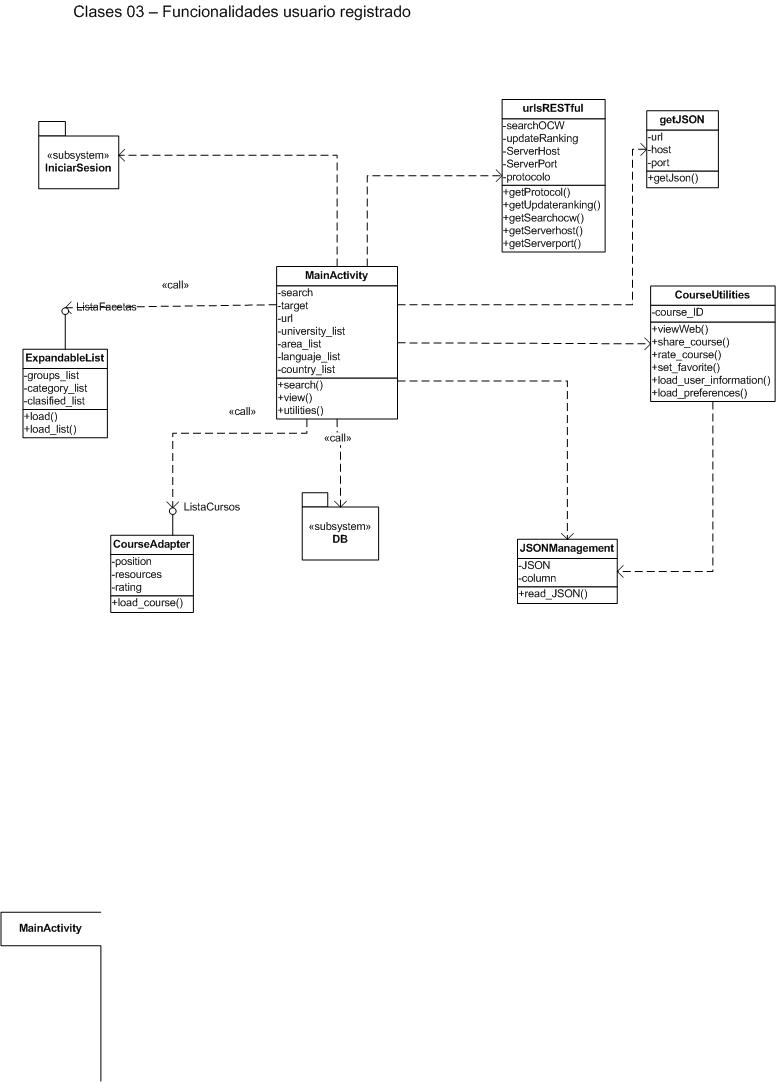 Clases 03 – Funcionalidades usuario registrado
urlsRESTful
-searchOCW
-updateRanking
-ServerHost
-ServerPort
-protocolo
+getProtocol()
+getUpdateranking()
+getSearchocw()
+getServerhost()
+getServerport()
getJSON
-url
-host
-port
+getJson()
«subsystem»
IniciarSesion
MainActivity
-search
-target
-url
-university_list
-area_list
-languaje_list
-country_list
+search()
+view()
+utilities()
«call»
ListaFacetas
CourseUtilities
-course_ID
+viewWeb()
+share_course()
+rate_course()
+set_favorite()
+load_user_information()
+load_preferences()
ExpandableList
-groups_list
-category_list
-clasified_list
+load()
+load_list()
«call»
«call»
ListaCursos
«subsystem»
DB
CourseAdapter
-position
-resources
-rating
+load_course()
JSONManagement
-JSON
-column
+read_JSON()
MainActivity